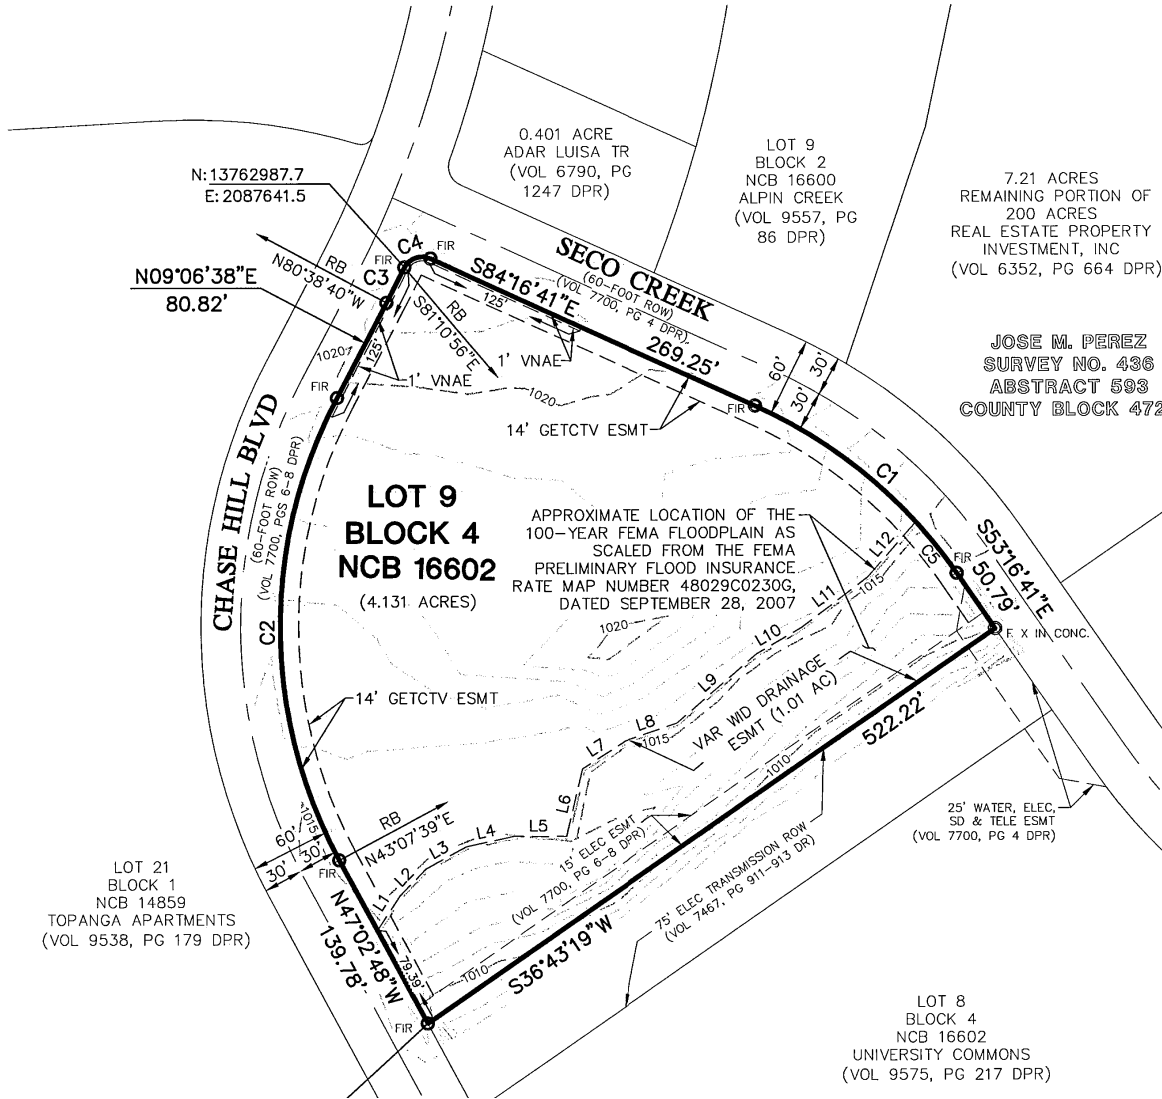 0.401 ACRE
ADAR LUISA TR
(VOL 6790, PG
1247 DPR)
LOT 9
BLOCK 2
NCB 16600
ALPIN CREEK
(VOL 9557, PG
86 DPR)
7.21 ACRES
REMAINING PORTION OF
200 ACRES
REAL ESTATE PROPERTY
INVESTMENT, INC
(VOL 6352, PG 664 DPR)
N: 13762987.7
E: 2087641.5
JOSE M. PEREZ
SURVEY NO. 436
ABSTRACT 593
COUNTY BLOCK 472
SECO CREEK
(60-FOOT ROW)
(VOL 7700, PG 4 DPR)
S84°16'41"E
269.25'
125'
C4
FIR
FIR
C3
RB
N80°38'40"W
RB
S81°10'56"E
N09°06'38"E
80.82'
125'
1' VNAE
1' VNAE
1020
1020
FIR
14' GETCTV ESMT
FIR
60'
30'
30'
C1
CHASE HILL BLVD
(60-FOOT ROW)
(VOL 7700, PGS 6-8 DPR)
C2
LOT 9
BLOCK 4
NCB 16602
(4.131 ACRES)
APPROXIMATE LOCATION OF THE
100-YEAR FEMA FLOODPLAIN AS
SCALED FROM THE FEMA
PRELIMINARY FLOOD INSURANCE
RATE MAP NUMBER 48029C0230G,
DATED SEPTEMBER 28, 2007
1020
L12
1015
L11
L10
L9
L8
1015
L7
L6
L5
L4
L3
L2
L1
C5
FIR
S53°16'41"E
50.79'
F. X IN CONC.
14' GETCTV ESMT
VAR WID DRAINAGE
ESMT (1.01 AC)
522.22'
1010
S36°43'19"W
25' WATER, ELEC,
SD & TELE ESMT
(VOL 7700, PG 4 DPR)
1015
RB
N43°07'39"E
60'
30'
30'
FIR
15' ELEC ESMT
(VOL 7700, PG 6-8 DPR)
75' ELEC TRANSMISSION ROW
(VOL 7467, PG 911-913 DR)
LOT 21
BLOCK 1
NCB 14859
TOPANGA APARTMENTS
(VOL 9538, PG 179 DPR)
N47°02'48"W
139.78'
79.39'
1010
FIR
LOT 8
BLOCK 4
NCB 16602
UNIVERSITY COMMONS
(VOL 9575, PG 217 DPR)